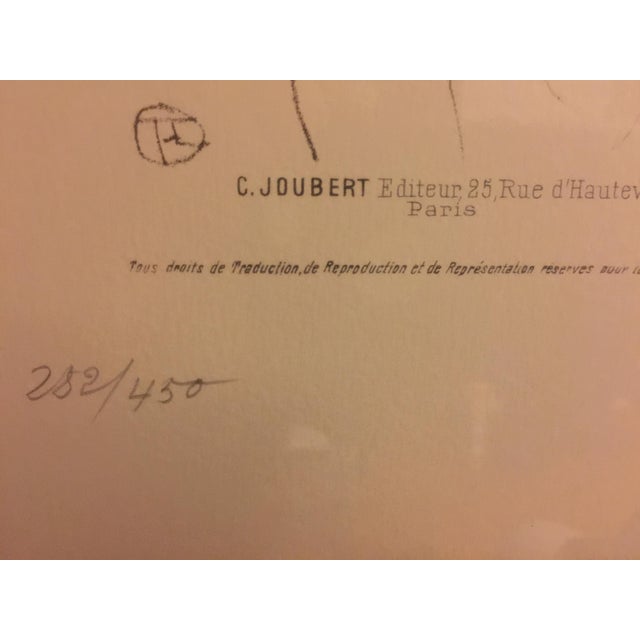 C. JOUBERT Editeur, 25, Rue d'Hautev
Paris
Tous droits de Traduction, de Reproduction et de Représentation réservés pour
282/450